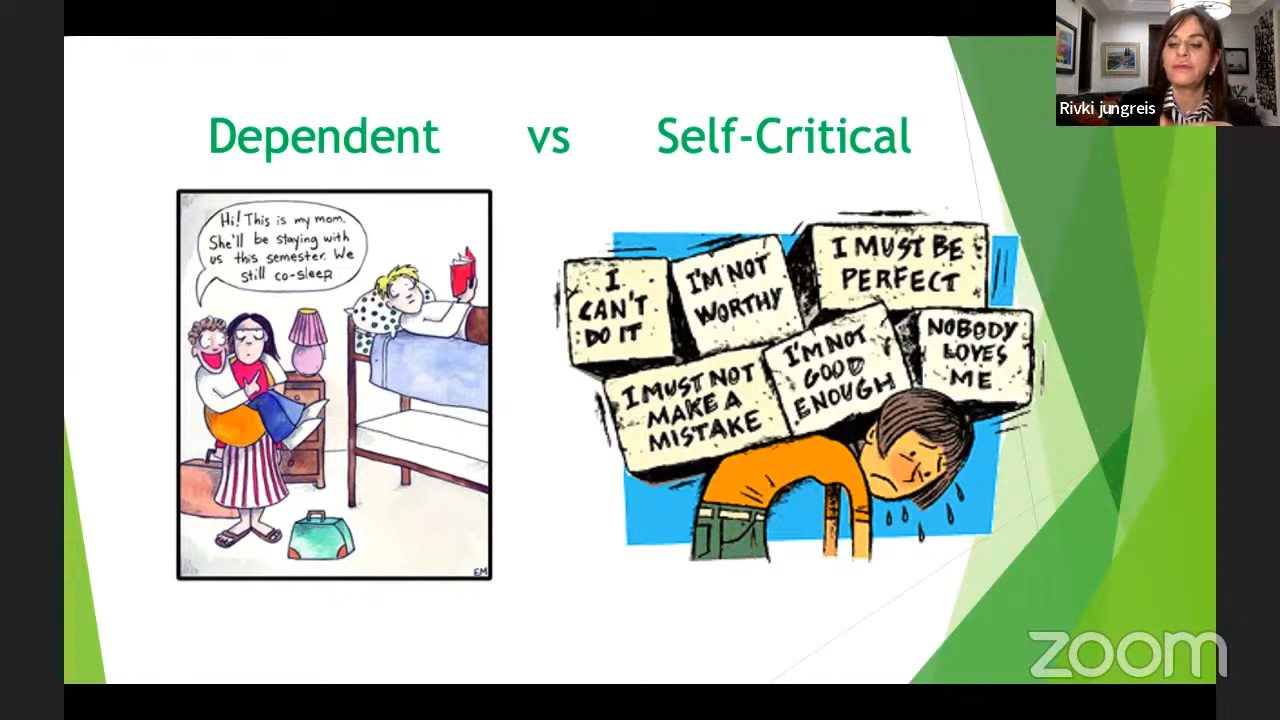 Rivki jungreis
Dependent vs Self-Critical
Hi! This is my mom.
She'll be staying with
us this semester. We
still co-sleep.
EM
I
CAN'T
DO IT
I'M NOT
WORTHY
I MUST BE
PERFECT
I MUST NOT
MAKE A
MISTAKE
I'M NOT
GOOD
ENOUGH
NOBODY
LOVES
ME
zoom